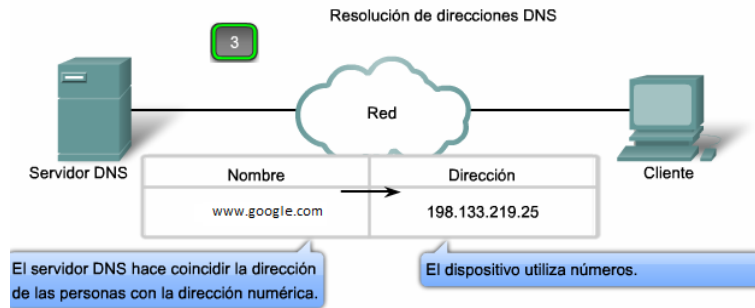 Resolución de direcciones DNS
3
Red
Servidor DNS
Cliente
Nombre
Dirección
www.google.com
198.133.219.25
El servidor DNS hace coincidir la dirección
de las personas con la dirección numérica.
El dispositivo utiliza números.